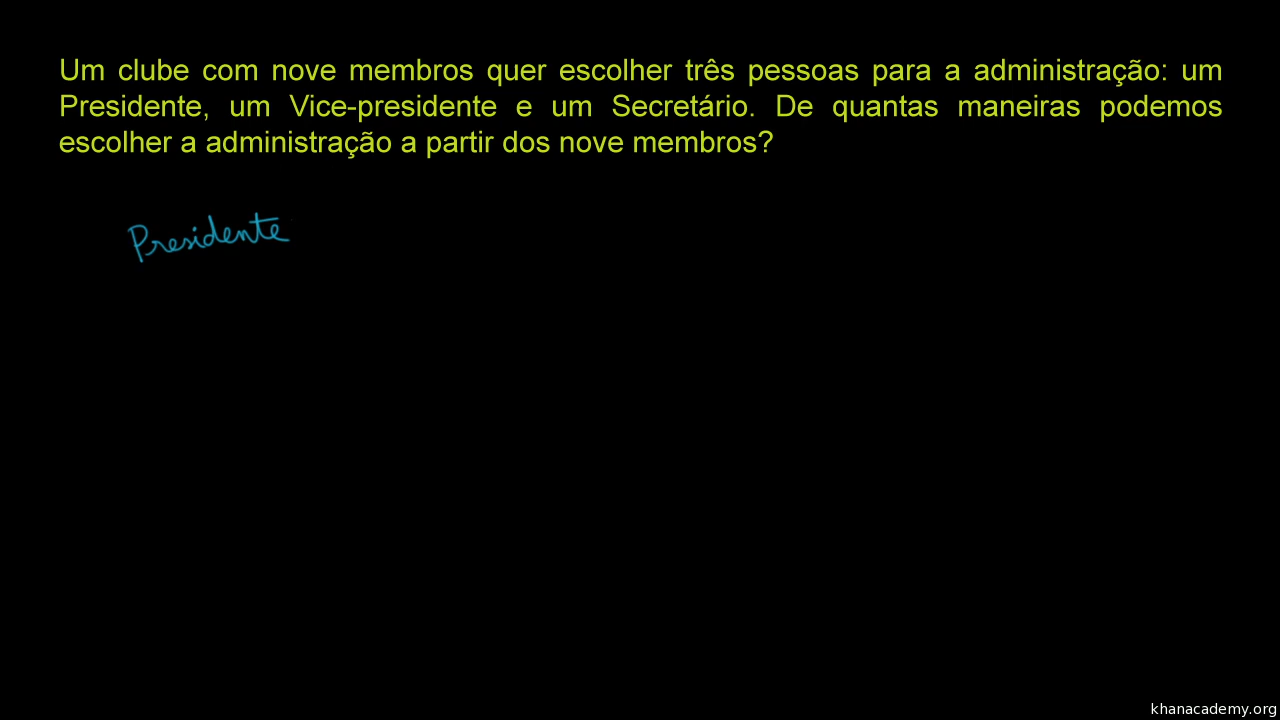 Um clube com nove membros quer escolher três pessoas para a administração: um
Presidente, um Vice-presidente e um Secretário. De quantas maneiras podemos
escolher a administração a partir dos nove membros?
Presidente
khanacademy.org